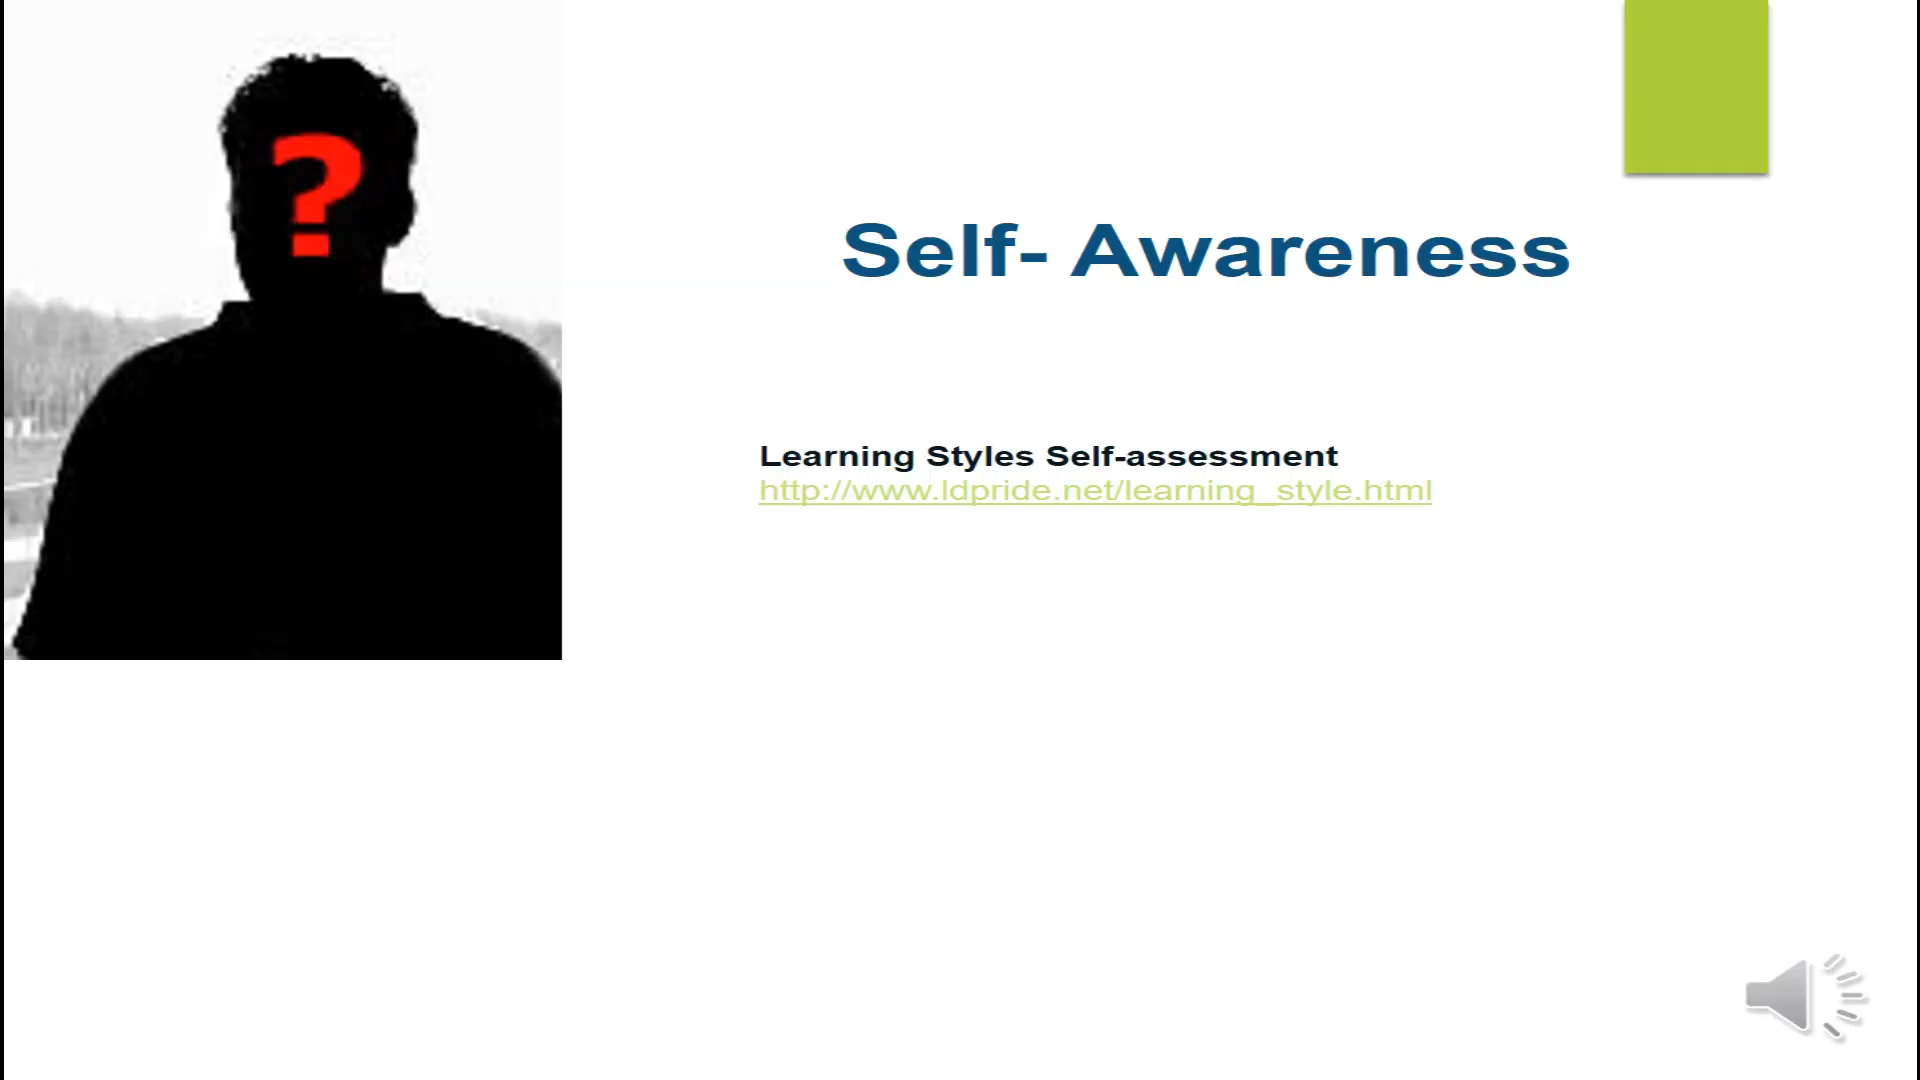 ?
Self- Awareness
Learning Styles Self-assessment
http://www.ldpride.net/learning_style.html